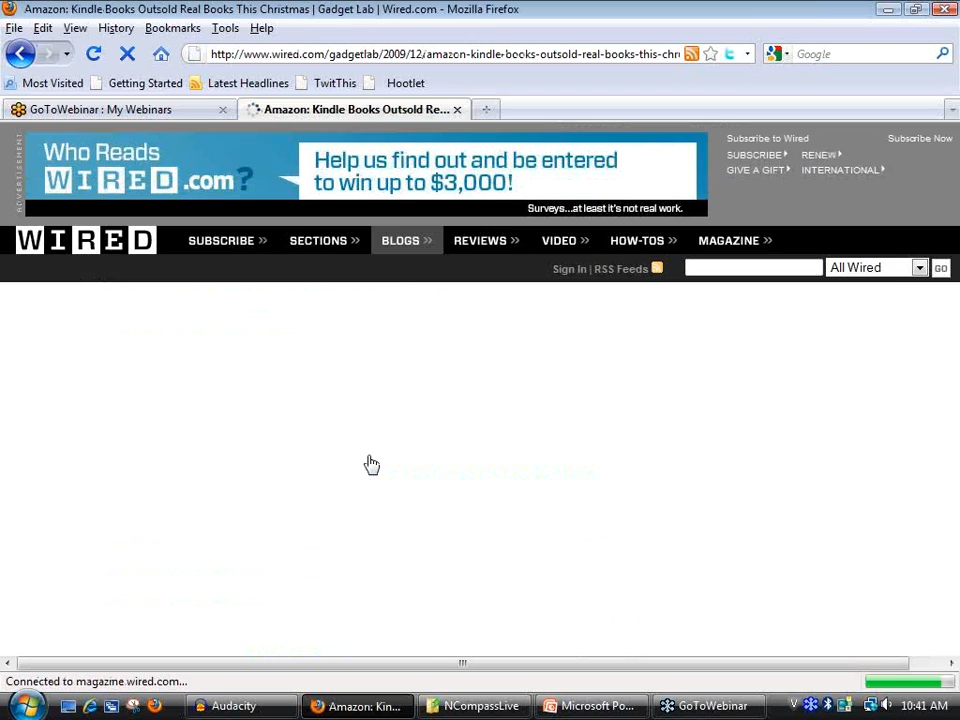 Amazon: Kindle Books Outsold Real Books This Christmas | Gadget Lab | Wired.com - Mozilla Firefox
File Edit View History Bookmarks Tools Help
http://www.wired.com/gadgetlab/2009/12/amazon-kindle-books-outsold-real-books-this-chri
Google
Most Visited Getting Started Latest Headlines TwitThis Hootlet
GoToWebinar : My Webinars
Amazon: Kindle Books Outsold Re...
ADVERTISEMENT
Who Reads
WIRED.com?
Help us find out and be entered
to win up to $3,000!
Surveys...at least it's not real work.
Subscribe to Wired
Subscribe Now
SUBSCRIBE RENEW
GIVE A GIFT INTERNATIONAL
WIRED
SUBSCRIBE SECTIONS BLOGS REVIEWS VIDEO HOW-TOS MAGAZINE
Sign In | RSS Feeds
All Wired
GO
Connected to magazine.wired.com...
Audacity
Amazon: Kin...
NCompassLive
Microsoft Po...
GoToWebinar
V
10:41 AM